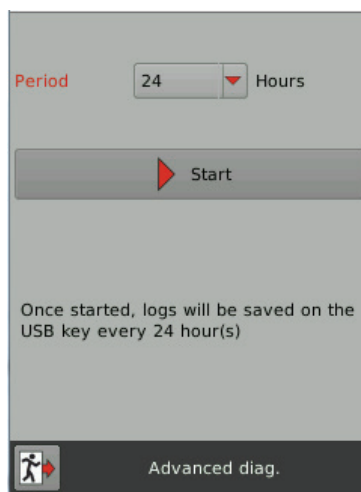 Period 24 Hours
Start
Once started, logs will be saved on the
USB key every 24 hour(s)
Advanced diag.